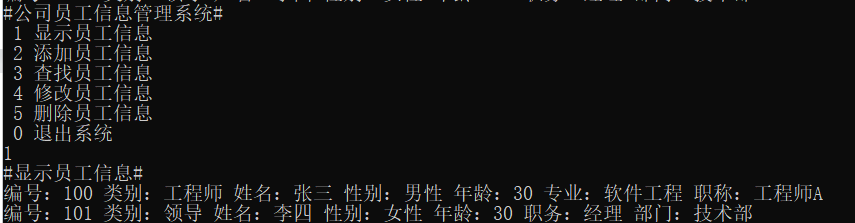 #公司员工信息管理系统#
1 显示员工信息
2 添加员工信息
3 查找员工信息
4 修改员工信息
5 删除员工信息
0 退出系统
1
#显示员工信息#
编号：100 类别：工程师 姓名：张三 性别：男性 年龄：30 专业：软件工程 职称：工程师A
编号：101 类别：领导 姓名：李四 性别：女性 年龄：30 职务：经理 部门：技术部